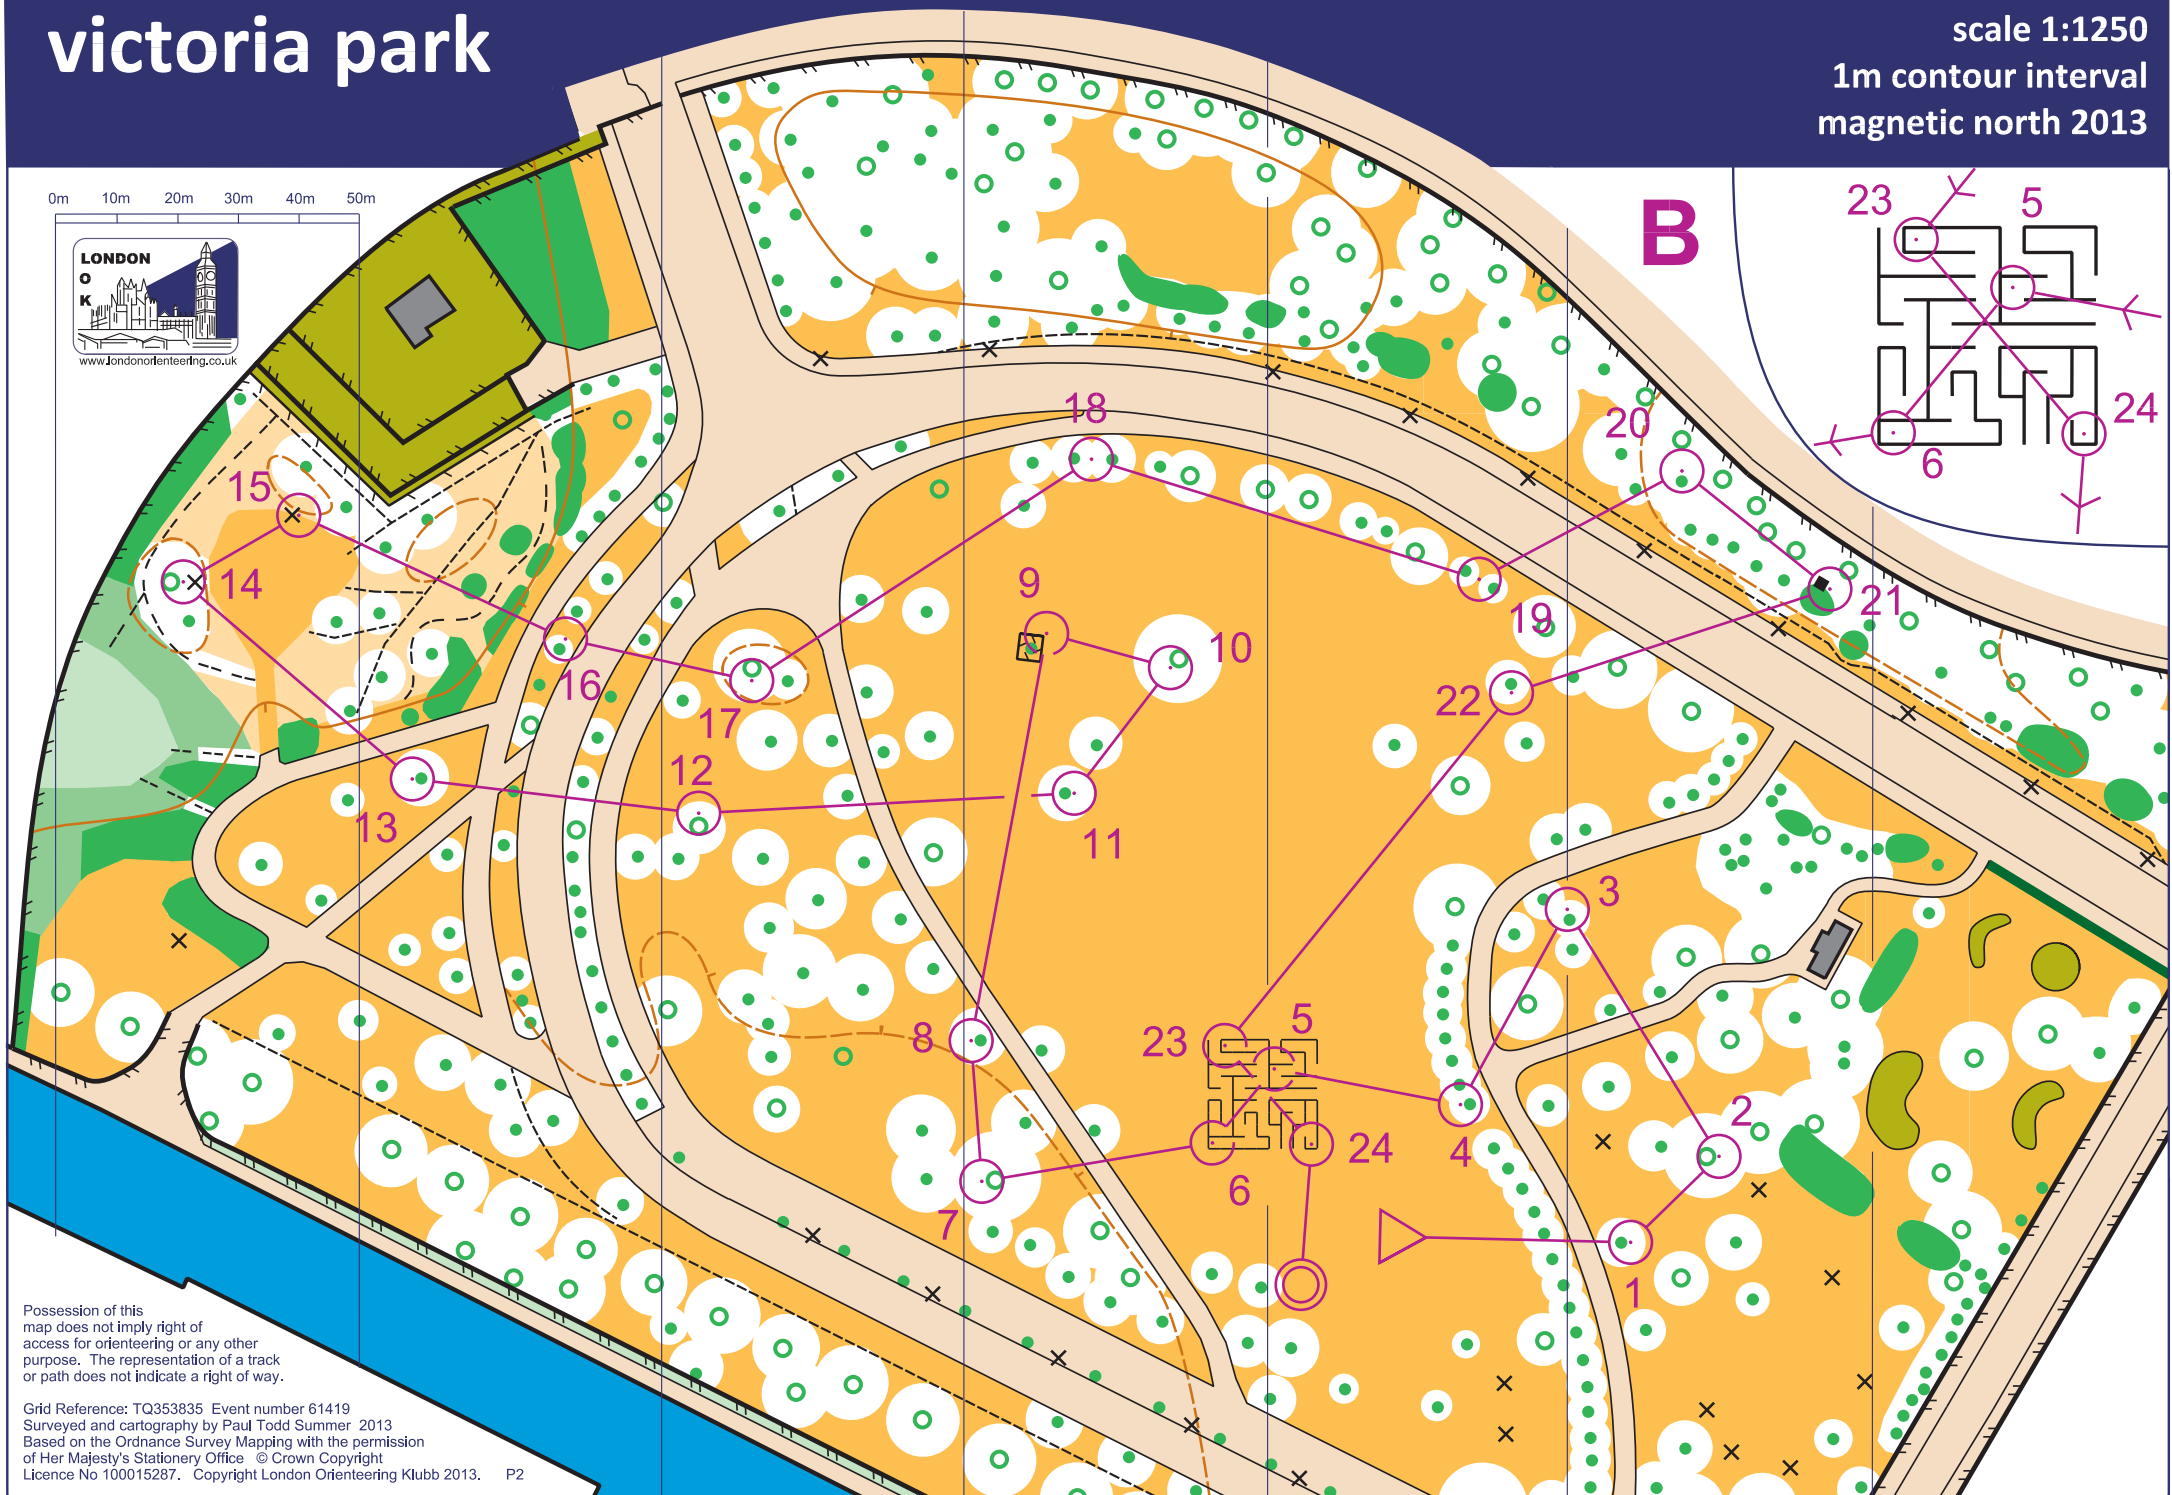 victoria park
scale 1:1250
1m contour interval
magnetic north 2013
0m 10m 20m 30m 40m 50m
LONDON
O
K
www.londonorienteering.co.uk
B
23
5
24
6
18
20
15
14
9
10
19
21
16
17
22
12
13
11
3
8
23
5
2
24
4
6
7
1
Possession of this
map does not imply right of
access for orienteering or any other
purpose. The representation of a track
or path does not indicate a right of way.
Grid Reference: TQ353835 Event number 61419
Surveyed and cartography by Paul Todd Summer 2013
Based on the Ordnance Survey Mapping with the permission
of Her Majesty's Stationery Office © Crown Copyright
Licence No 100015287. Copyright London Orienteering Klubb 2013. P2